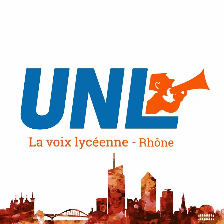 UNL
La voix lycéenne - Rhône